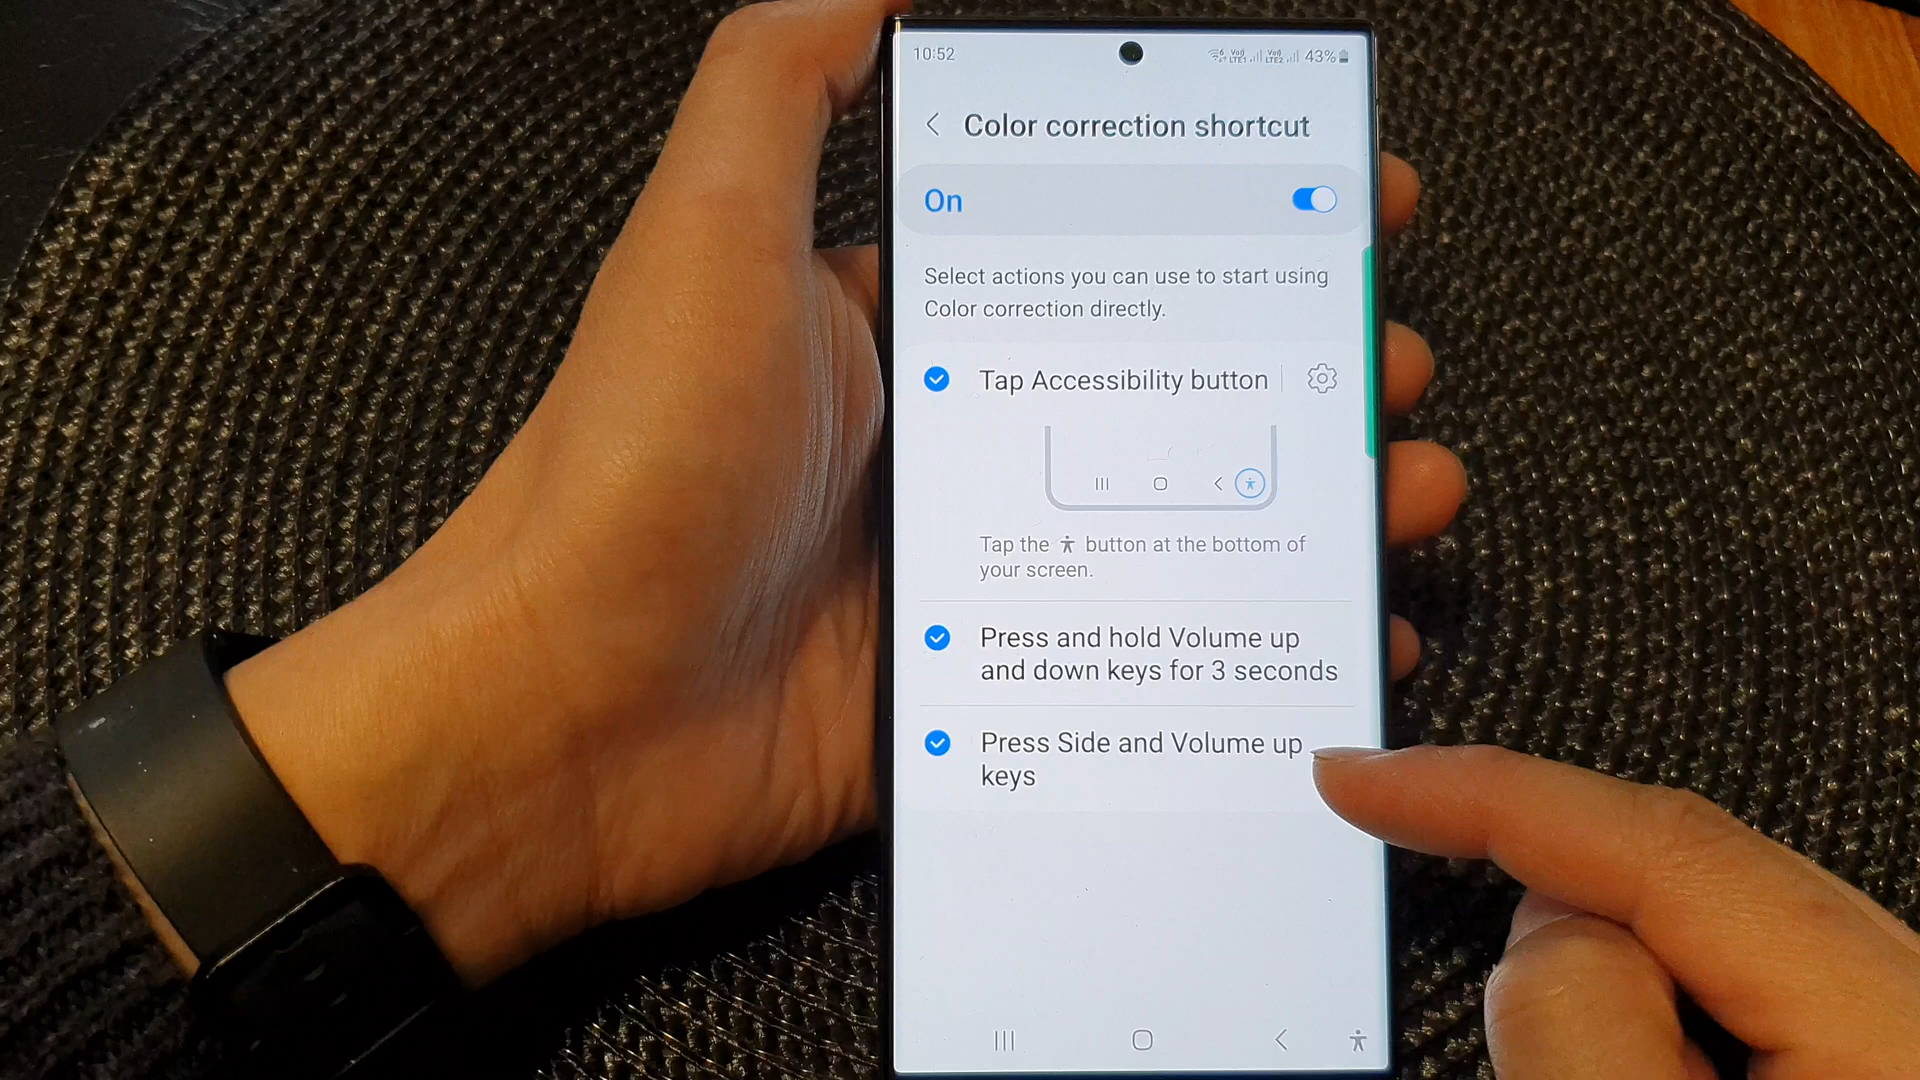 10:52
43%
Color correction shortcut
On
Select actions you can use to start using
Color correction directly.
Tap Accessibility button
Tap the button at the bottom of
your screen.
Press and hold Volume up
and down keys for 3 seconds
Press Side and Volume up
keys